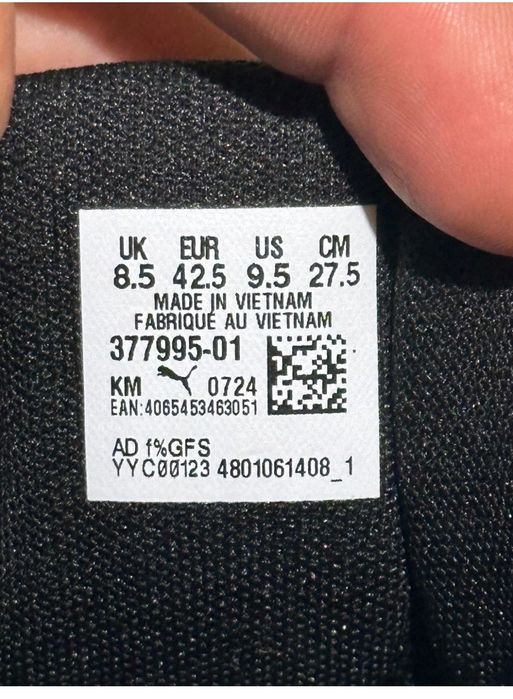 UK EUR US CM
8.5 42.5 9.5 27.5
MADE IN VIETNAM
FABRIQUÉ AU VIETNAM
377995-01
KM 0724
EAN:4065453463051
AD f%GFS
YYC00123 4801061408_1